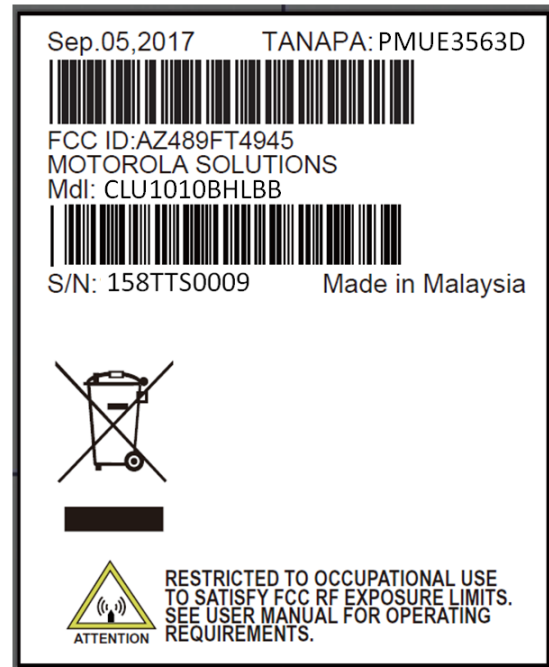 Sep.05,2017 TANAPA: PMUE3563D
FCC ID:AZ489FT4945
MOTOROLA SOLUTIONS
Mdl: CLU1010BHLBB
S/N: 158TTS0009 Made in Malaysia
RESTRICTED TO OCCUPATIONAL USE
TO SATISFY FCC RF EXPOSURE LIMITS.
SEE USER MANUAL FOR OPERATING
REQUIREMENTS.
ATTENTION